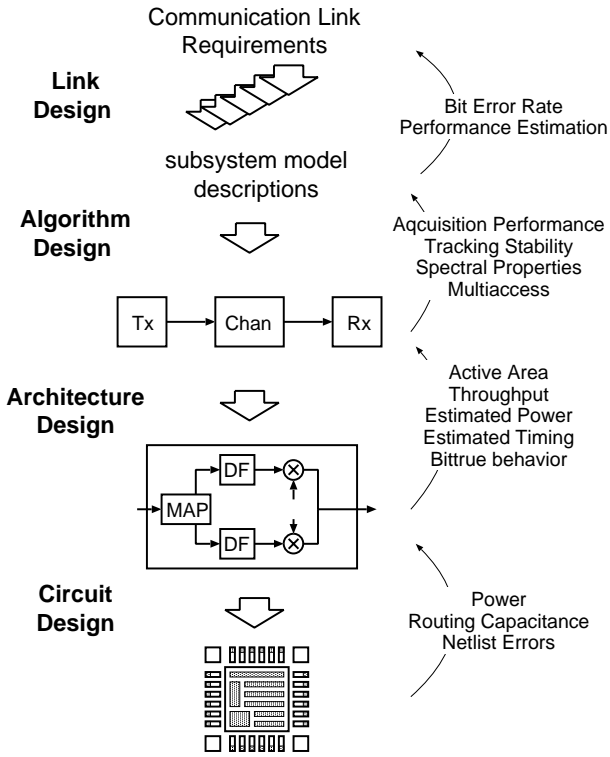 Communication Link
Requirements
Link
Design
Bit Error Rate
Performance Estimation
subsystem model
descriptions
Algorithm
Design
Aqcuisition Performance
Tracking Stability
Spectral Properties
Multiaccess
Tx
Chan
Rx
Architecture
Design
Active Area
Throughput
Estimated Power
Estimated Timing
Bittrue behavior
DF
MAP
DF
Circuit
Design
Power
Routing Capacitance
Netlist Errors